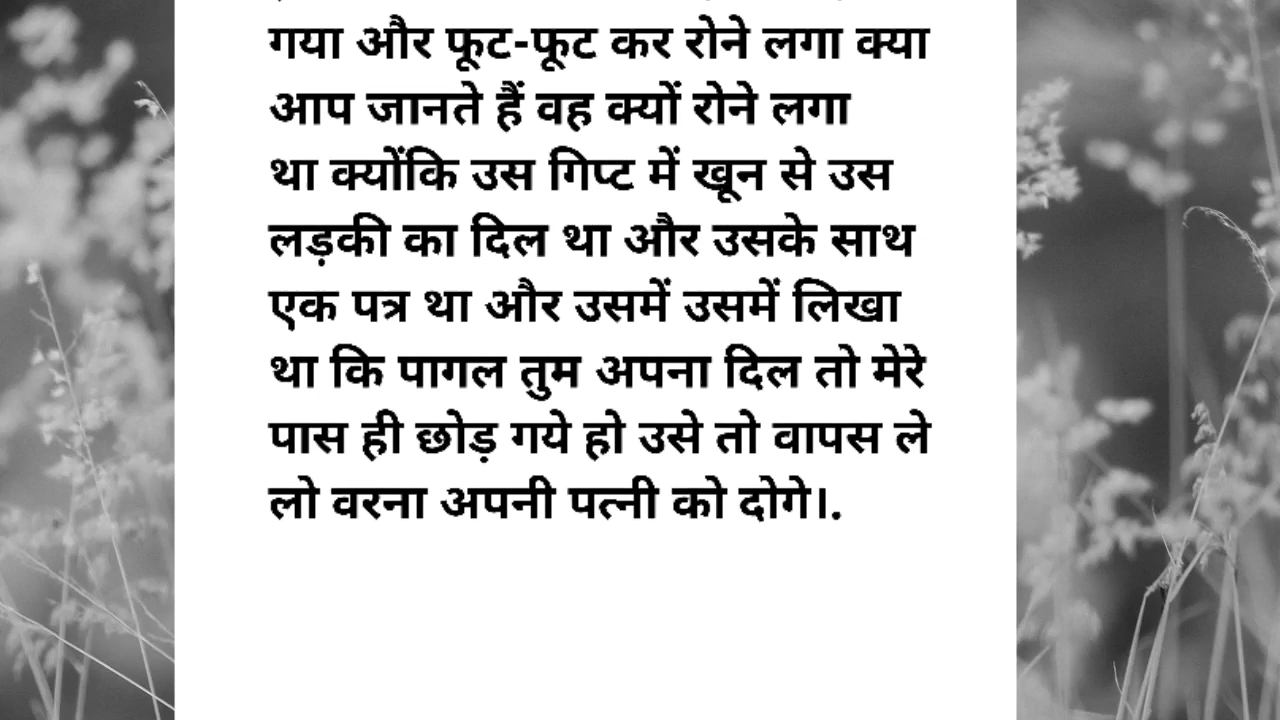 गया और फूट-फूट कर रोने लगा क्या
आप जानते हैं वह क्यों रोने लगा
था क्योंकि उस गिप्ट में खून से उस
लड़की का दिल था और उसके साथ
एक पत्र था और उसमें उसमें लिखा
था कि पागल तुम अपना दिल तो मेरे
पास ही छोड़ गये हो उसे तो वापस ले
लो वरना अपनी पत्नी को दोगे।.